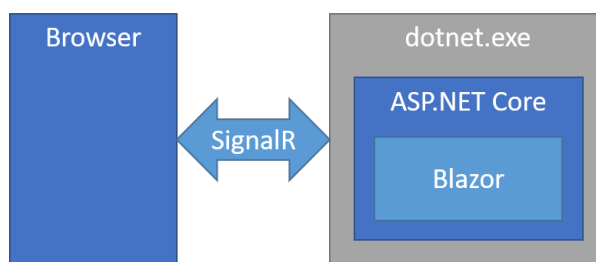 Browser
SignalR
dotnet.exe
ASP.NET Core
Blazor